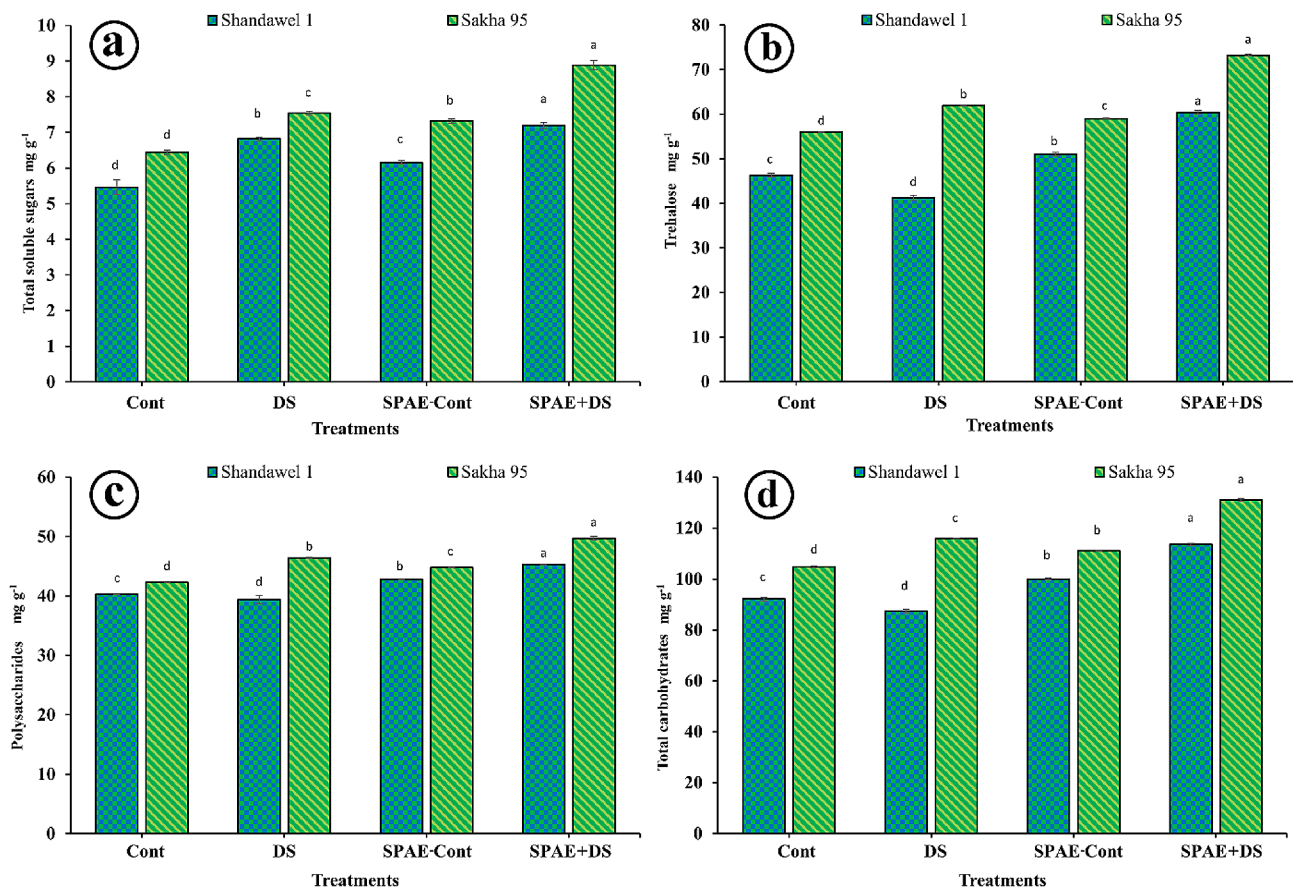 a
Shandawel 1
Sakha 95
Total soluble sugars mg g⁻¹
10
9
8
7
6
5
4
3
2
1
0
d
d
b
c
c
b
a
a
Cont
DS
SPAE-Cont
SPAE+DS
Treatments
b
Shandawel 1
Sakha 95
Trehalose mg g⁻¹
80
70
60
50
40
30
20
10
0
c
d
d
b
b
c
a
a
Cont
DS
SPAE-Cont
SPAE+DS
Treatments
c
Shandawel 1
Sakha 95
Polysaccharides mg g⁻¹
60
50
40
30
20
10
0
c
d
d
b
b
c
a
a
Cont
DS
SPAE-Cont
SPAE+DS
Treatments
d
Shandawel 1
Sakha 95
Total carbohydrates mg g⁻¹
140
120
100
80
60
40
20
0
c
d
d
c
b
b
a
a
Cont
DS
SPAE-Cont
SPAE+DS
Treatments